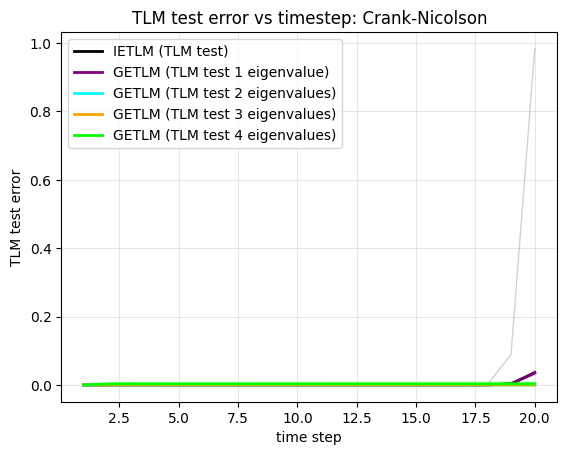 TLM test error vs timestep: Crank-Nicolson
IETLM (TLM test)
GETLM (TLM test 1 eigenvalue)
GETLM (TLM test 2 eigenvalues)
GETLM (TLM test 3 eigenvalues)
GETLM (TLM test 4 eigenvalues)
TLM test error
1.0
0.8
0.6
0.4
0.2
0.0
2.5 5.0 7.5 10.0 12.5 15.0 17.5 20.0
time step